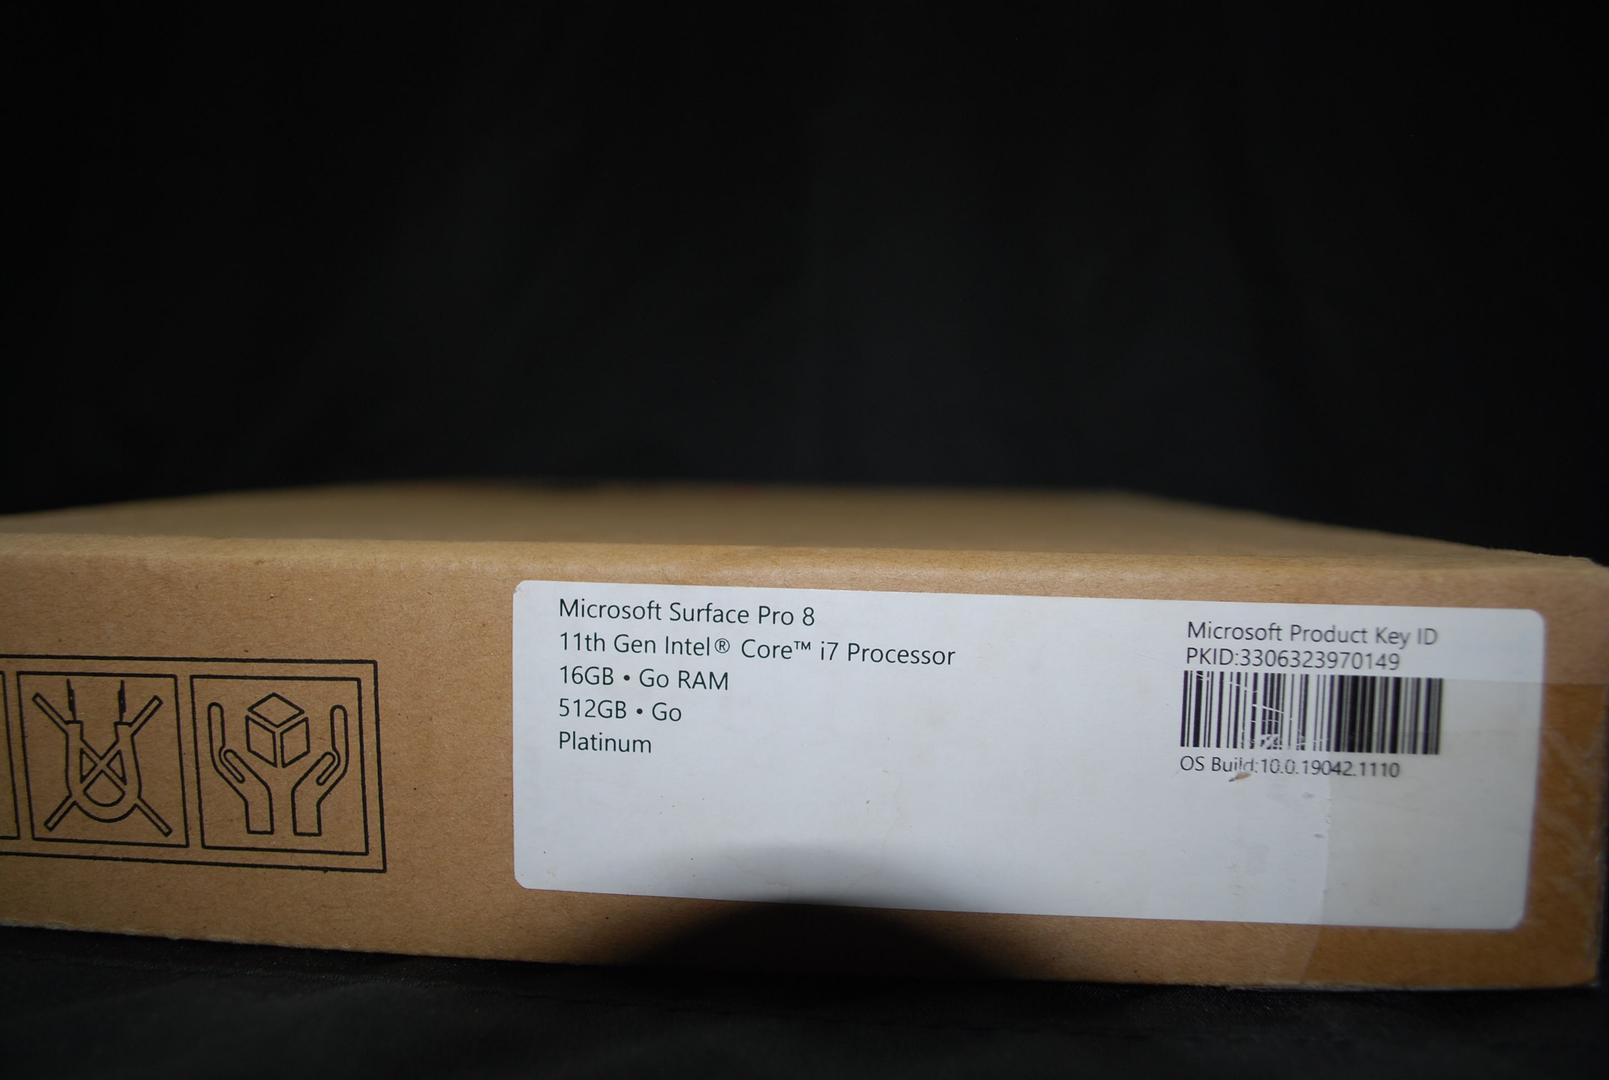 Microsoft Surface Pro 8
11th Gen Intel® Core™ i7 Processor
16GB • Go RAM
512GB • Go
Platinum
Microsoft Product Key ID
PKID:3306323970149
OS Build:10.0.19042.1110